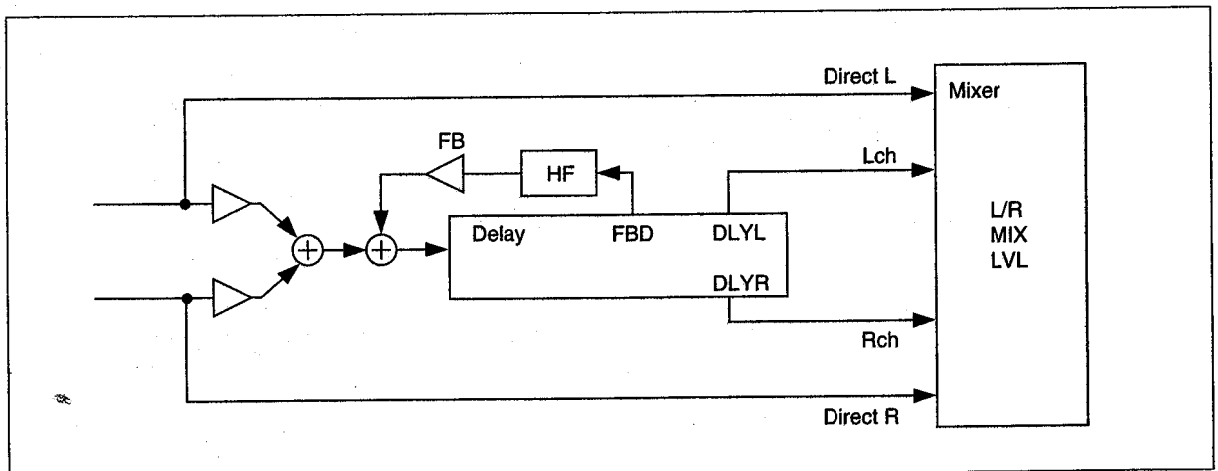 Direct L
Mixer
FB
Lch
HF
L/R
MIX
LVL
Delay
FBD
DLYL
DLYR
Rch
Direct R